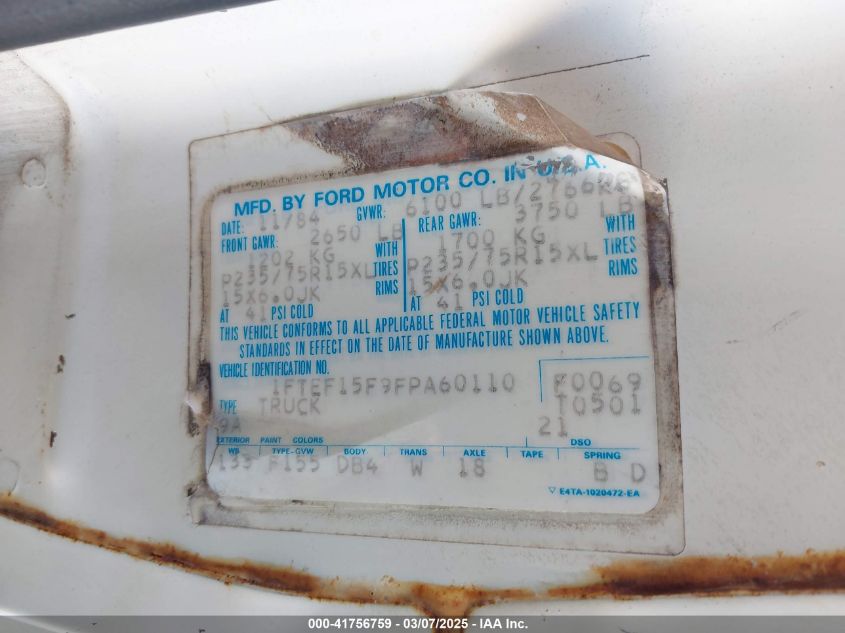 MFD. BY FORD MOTOR CO. IN U.S.A.
DATE: 11/84 GVWR: 6100 LB/2766KG
FRONT GAWR: 2650 LB REAR GAWR: 3750 LB
1202 KG WITH 1700 KG WITH
P235/75R15XL TIRES P235/75R15XL TIRES
15X6.0JK RIMS 15X6.0JK RIMS
AT 41 PSI COLD AT 41 PSI COLD
THIS VEHICLE CONFORMS TO ALL APPLICABLE FEDERAL MOTOR VEHICLE SAFETY
STANDARDS IN EFFECT ON THE DATE OF MANUFACTURE SHOWN ABOVE.
VEHICLE IDENTIFICATION NO.
1FTEF15F9FPA60110 F0069
TYPE TRUCK T0501
9A 21
EXTERIOR PAINT COLORS DSO
WB TYPE-GVW BODY TRANS AXLE TAPE SPRING
133 F155 DB4 W 18 B D
▽ E4TA-1020472-EA
000-41756759 - 03/07/2025 - IAA Inc.